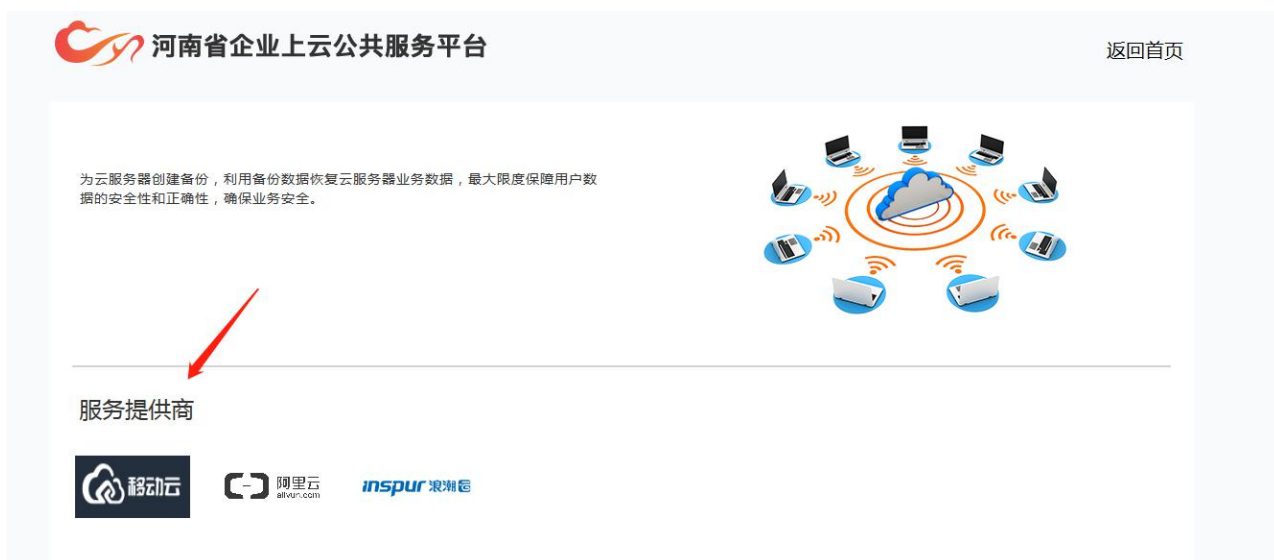 河南省企业上云公共服务平台
返回首页
为云服务器创建备份，利用备份数据恢复云服务器业务数据，最大限度保障用户数
据的安全性和正确性，确保业务安全。
服务提供商
移动云
阿里云
aliyun.com
inspur 浪潮云